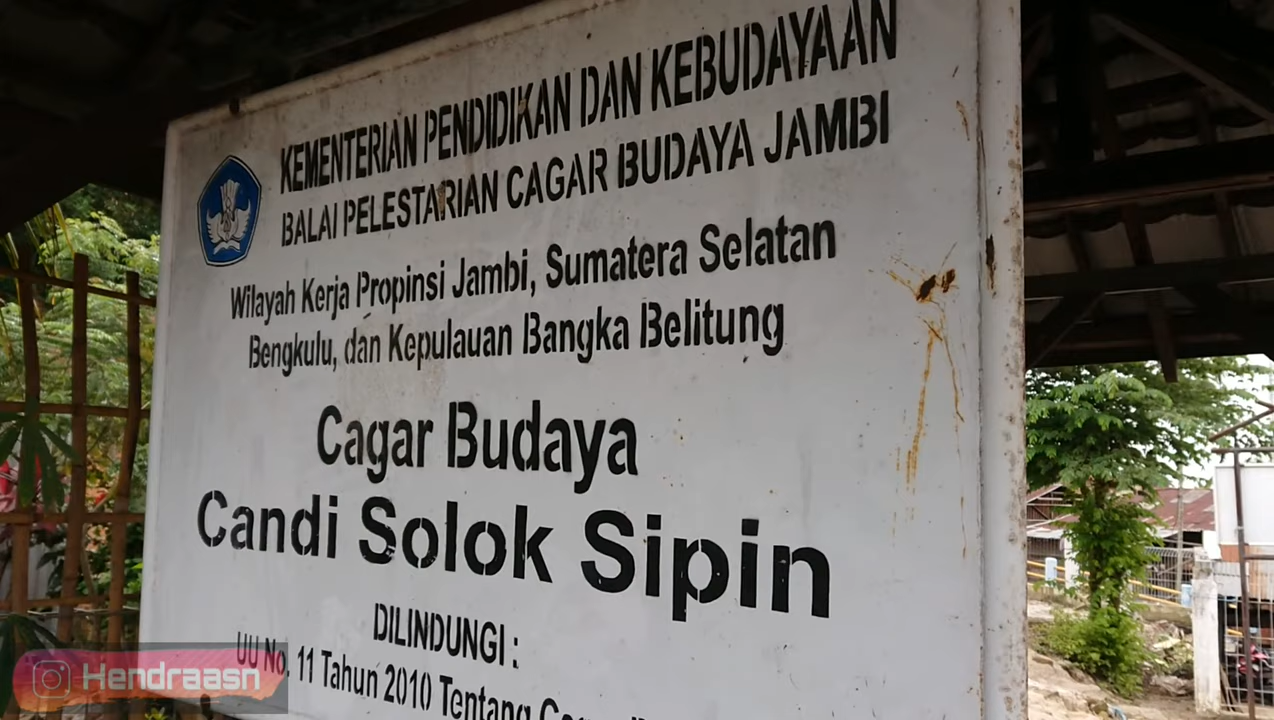 KEMENTERIAN PENDIDIKAN DAN KEBUDAYAAN
BALAI PELESTARIAN CAGAR BUDAYA JAMBI
Wilayah Kerja Propinsi Jambi, Sumatera Selatan
Bengkulu, dan Kepulauan Bangka Belitung
Cagar Budaya
Candi Solok Sipin
DILINDUNGI :
UU No. 11 Tahun 2010 Tentang
Hendraasn